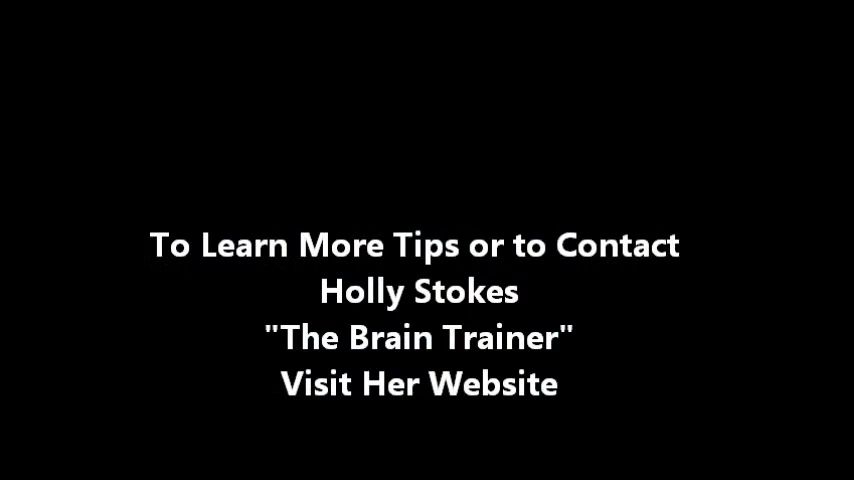 To Learn More Tips or to Contact
Holly Stokes
"The Brain Trainer"
Visit Her Website